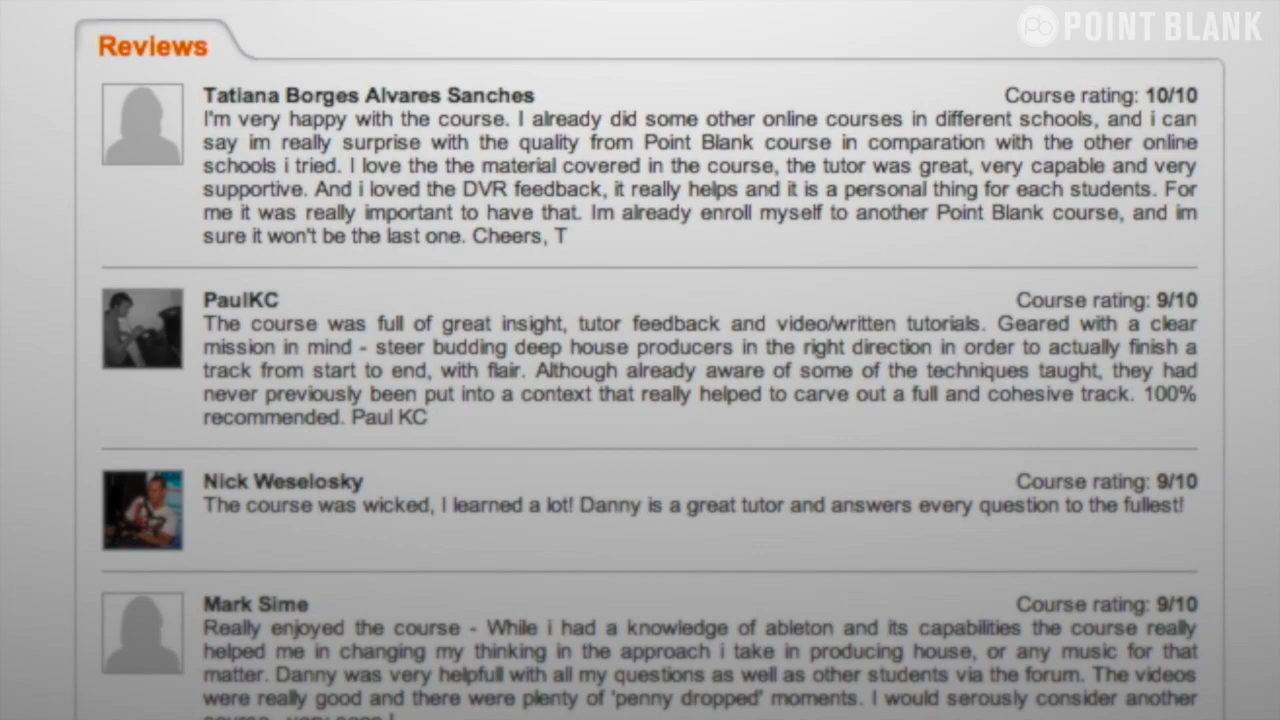 POINT BLANK
Reviews
Tatiana Borges Alvares Sanches Course rating: 10/10
I'm very happy with the course. I already did some other online courses in different schools, and i can
say im really surprise with the quality from Point Blank course in comparation with the other online
schools i tried. I love the the material covered in the course, the tutor was great, very capable and very
supportive. And i loved the DVR feedback, it really helps and it is a personal thing for each students. For
me it was really important to have that. Im already enroll myself to another Point Blank course, and im
sure it won't be the last one. Cheers, T
PaulKC Course rating: 9/10
The course was full of great insight, tutor feedback and video/written tutorials. Geared with a clear
mission in mind - steer budding deep house producers in the right direction in order to actually finish a
track from start to end, with flair. Although already aware of some of the techniques taught, they had
never previously been put into a context that really helped to carve out a full and cohesive track. 100%
recommended. Paul KC
Nick Weselosky Course rating: 9/10
The course was wicked, I learned a lot! Danny is a great tutor and answers every question to the fullest!
Mark Sime Course rating: 9/10
Really enjoyed the course - While i had a knowledge of ableton and its capabilities the course really
helped me in changing my thinking in the approach i take in producing house, or any music for that
matter. Danny was very helpfull with all my questions as well as other students via the forum. The videos
were really good and there were plenty of 'penny dropped' moments. I would serously consider another